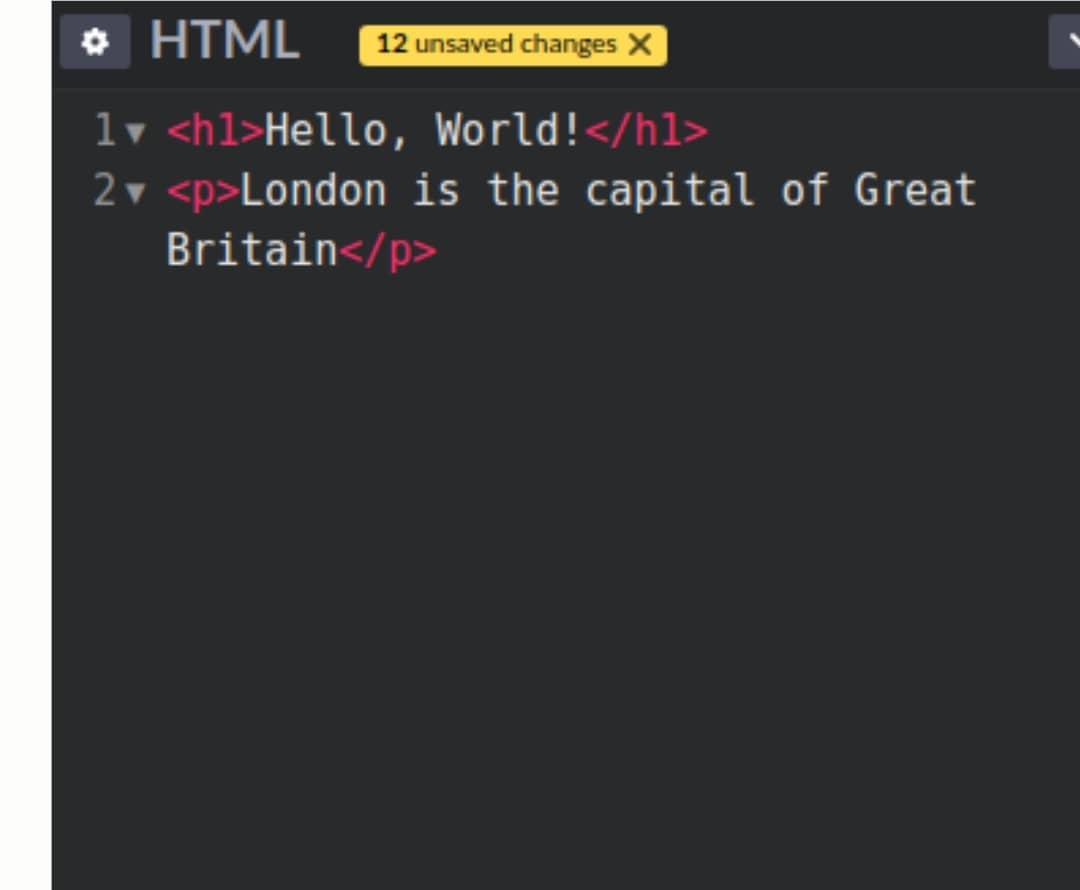 HTML 12 unsaved changes X
1 <h1>Hello, World!</h1>
2 <p>London is the capital of Great
Britain</p>